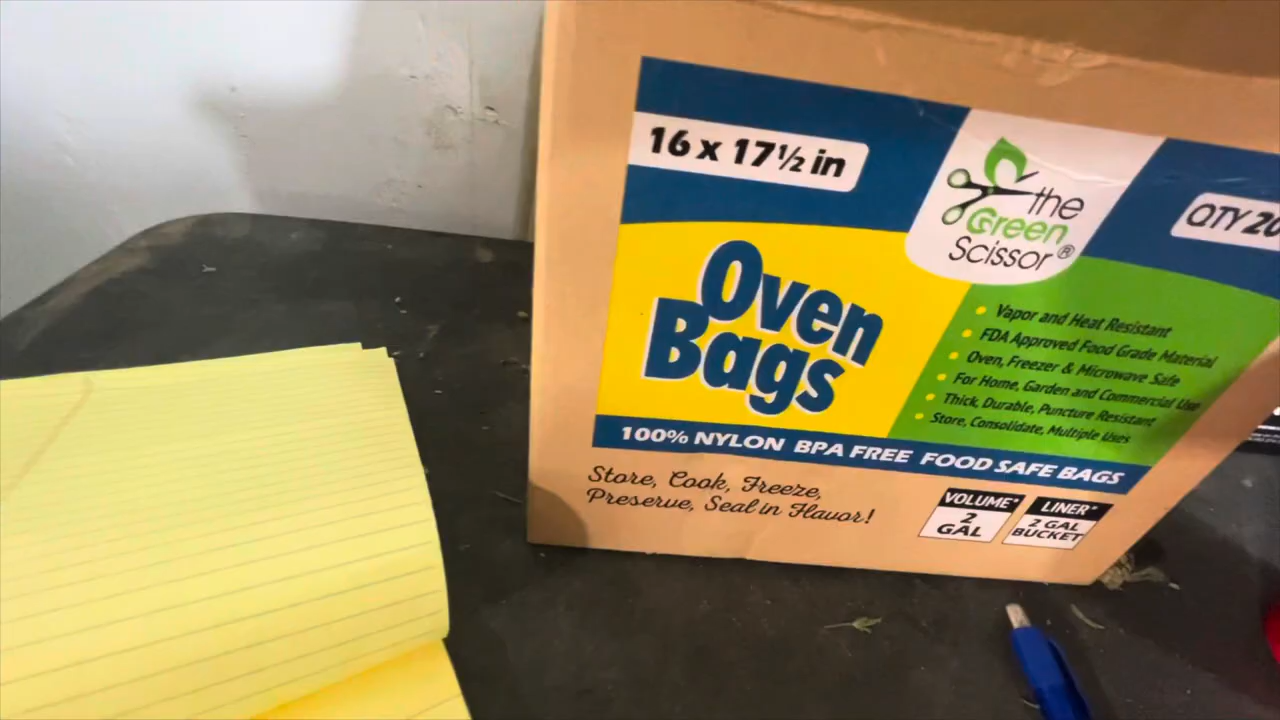 16 x 17½ in
the
Green
Scissor®
QTY 20
Oven
Bags
Vapor and Heat Resistant
FDA Approved Food Grade Material
Oven, Freezer & Microwave Safe
For Home, Garden and Commercial Use
Thick, Durable, Puncture Resistant
Store, Consolidate, Multiple Uses
100% NYLON BPA FREE FOOD SAFE BAGS
Store, Cook, Freeze,
Preserve, Seal in Flavor!
VOLUME*
2
GAL
LINER*
2 GAL
BUCKET